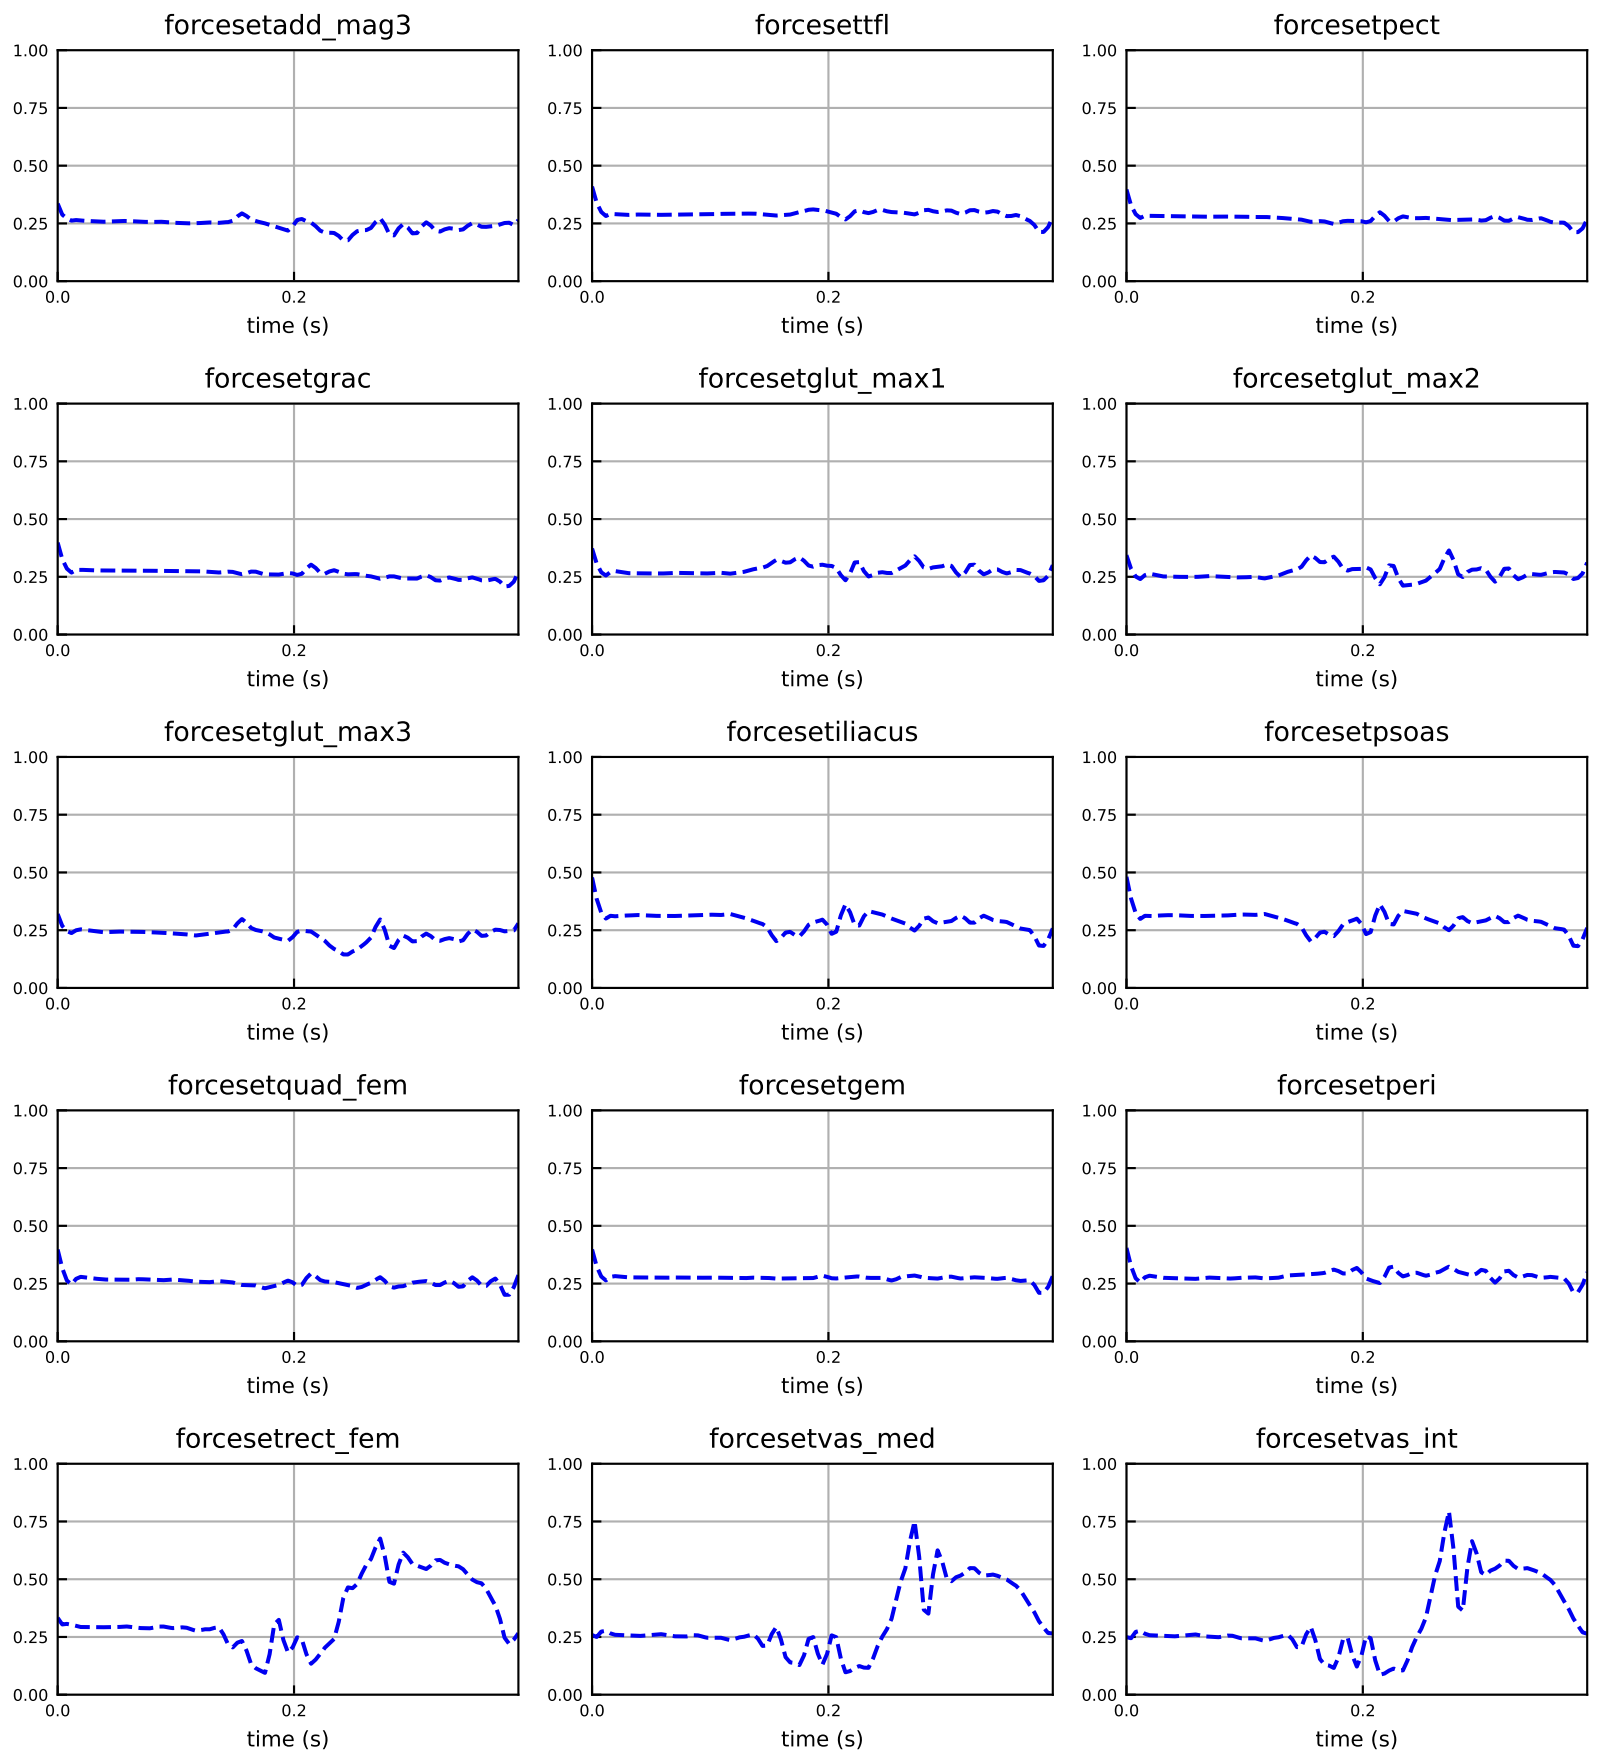 forcesetadd_mag3 forcesettfl forcesetpect
1.00 1.00 1.00
0.75 0.75 0.75
0.50 0.50 0.50
0.25 0.25 0.25
0.00 0.00 0.00
0.0 0.2 0.0 0.2 0.0 0.2
time (s) time (s) time (s)
forcesetgrac forcesetglut_max1 forcesetglut_max2
1.00 1.00 1.00
0.75 0.75 0.75
0.50 0.50 0.50
0.25 0.25 0.25
0.00 0.00 0.00
0.0 0.2 0.0 0.2 0.0 0.2
time (s) time (s) time (s)
forcesetglut_max3 forcesetiliacus forcesetpsoas
1.00 1.00 1.00
0.75 0.75 0.75
0.50 0.50 0.50
0.25 0.25 0.25
0.00 0.00 0.00
0.0 0.2 0.0 0.2 0.0 0.2
time (s) time (s) time (s)
forcesetquad_fem forcesetgem forcesetperi
1.00 1.00 1.00
0.75 0.75 0.75
0.50 0.50 0.50
0.25 0.25 0.25
0.00 0.00 0.00
0.0 0.2 0.0 0.2 0.0 0.2
time (s) time (s) time (s)
forcesetrect_fem forcesetvas_med forcesetvas_int
1.00 1.00 1.00
0.75 0.75 0.75
0.50 0.50 0.50
0.25 0.25 0.25
0.00 0.00 0.00
0.0 0.2 0.0 0.2 0.0 0.2
time (s) time (s) time (s)